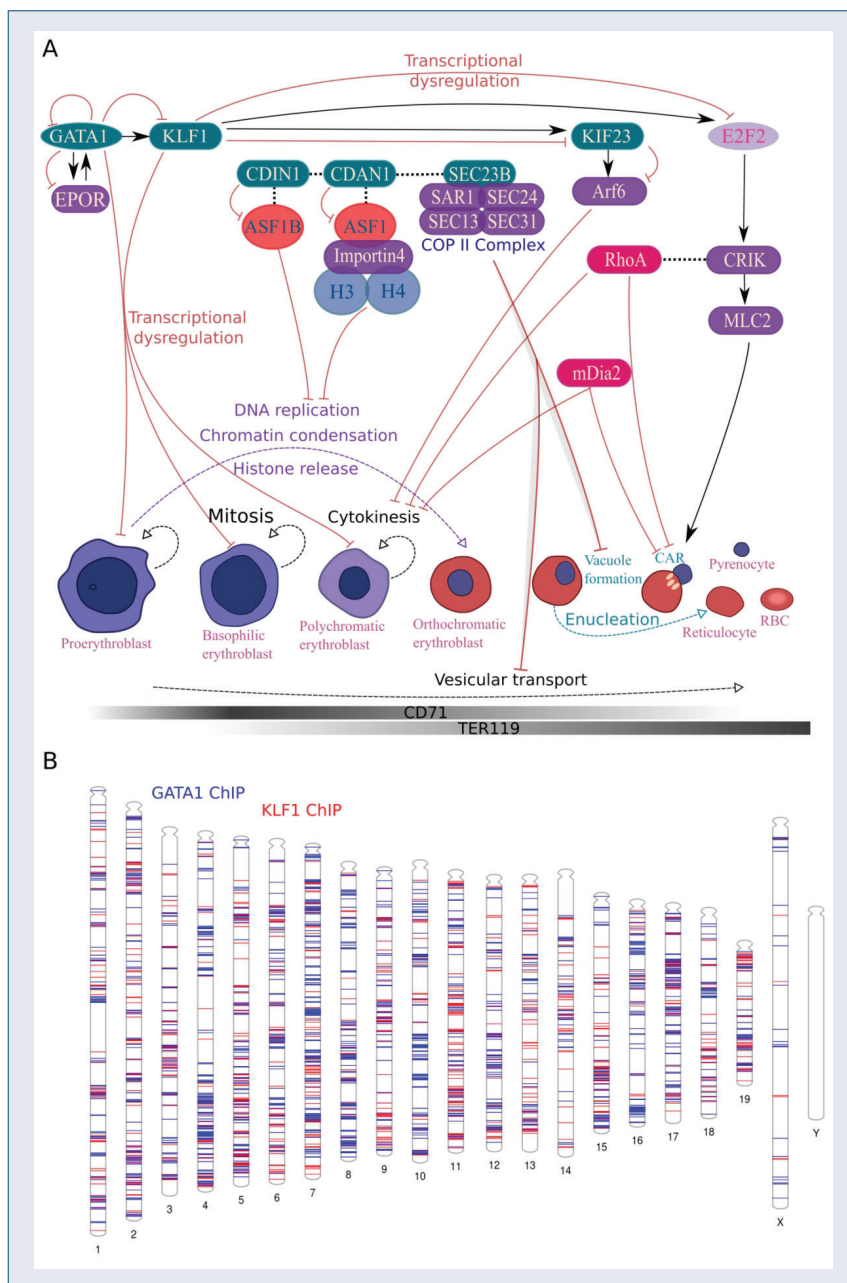 A
Transcriptional
dysregulation
GATA1
KLF1
KIF23
E2F2
EPOR
CDIN1
CDAN1
SEC23B
Arf6
SAR1
SEC24
ASF1B
ASF1
SEC13
SEC31
COP II Complex
Importin4
RhoA
CRIK
H3
H4
Transcriptional
dysregulation
MLC2
mDia2
DNA replication
Chromatin condensation
Histone release
Mitosis
Cytokinesis
Vacuole
formation
CAR
Pyrenocyte
Proerythroblast
Basophilic
erythroblast
Polychromatic
erythroblast
Orthochromatic
erythroblast
Enucleation
Reticulocyte
RBC
Vesicular transport
CD71
TER119
B
GATA1 ChIP
KLF1 ChIP
1
2
3
4
5
6
7
8
9
10
11
12
13
14
15
16
17
18
19
X
Y